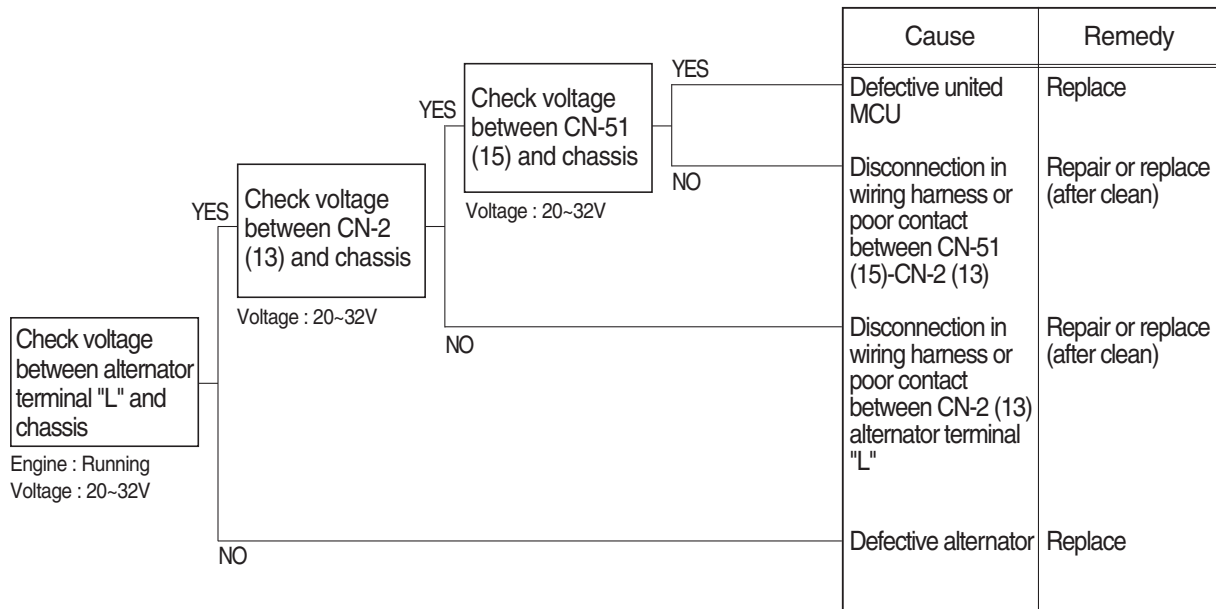 Cause
Remedy
YES
Defective united
MCU
Replace
YES
Check voltage
between CN-51
(15) and chassis
NO
Disconnection in
wiring harness or
poor contact
between CN-51
(15)-CN-2 (13)
Repair or replace
(after clean)
Voltage : 20~32V
YES
Check voltage
between CN-2
(13) and chassis
Voltage : 20~32V
NO
Disconnection in
wiring harness or
poor contact
between CN-2 (13)
alternator terminal
"L"
Repair or replace
(after clean)
Check voltage
between alternator
terminal "L" and
chassis
Engine : Running
Voltage : 20~32V
NO
Defective alternator
Replace